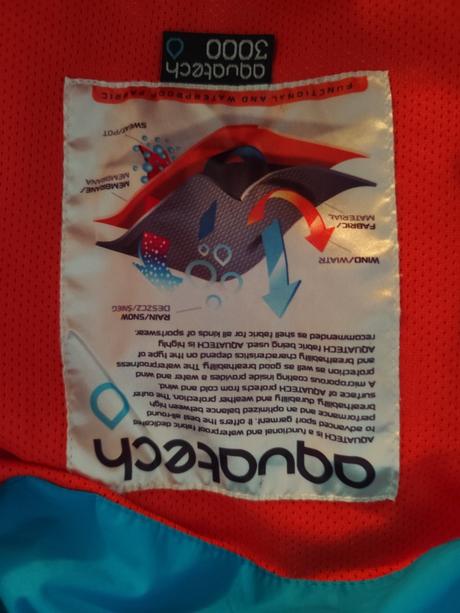 aquatech
AQUATECH is a functional and waterproof fabric dedicated
to advanced sport garment. It offers the best all-round
performance and an optimized balance between high
breathability, durability and weather protection. The outer
surface of AQUATECH protects from cold and wind.
A microporous coating inside provides a water and wind
protection as well as good breathability. The waterproofness
and breathability characteristics depend on the type of
AQUATECH fabric being used. AQUATECH is highly
recommended as shell fabric for all kinds of sportswear.
RAIN/SNOW
DESZCZ/ŚNIEG
WIND/WIATR
FABRIC/
MATERIAŁ
MEMBRANE/
MEMBRANA
SWEAT/POT
FUNCTIONAL AND WATERPROOF FABRIC
aquatech
3000